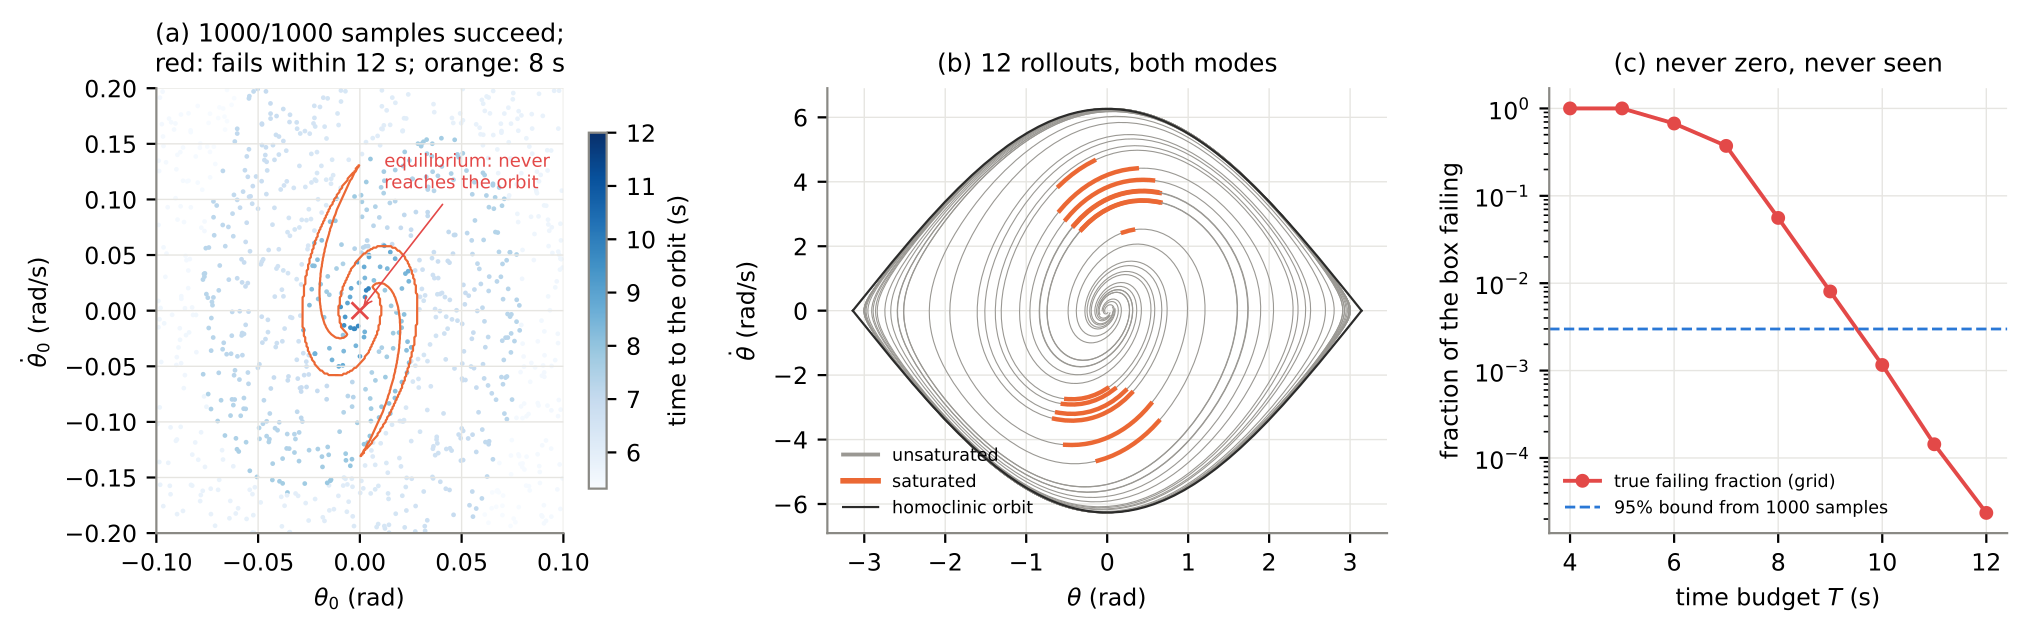 (a) 1000/1000 samples succeed;
red: fails within 12 s; orange: 8 s
0.20
0.15
0.10
0.05
0.00
−0.05
−0.10
−0.15
−0.20
−0.10
−0.05
0.00
0.05
0.10
θ̇₀ (rad/s)
θ₀ (rad)
equilibrium: never
reaches the orbit
12
11
10
9
8
7
6
time to the orbit (s)
(b) 12 rollouts, both modes
6
4
2
0
−2
−4
−6
−3
−2
−1
0
1
2
3
θ̇ (rad/s)
θ (rad)
unsaturated
saturated
homoclinic orbit
(c) never zero, never seen
10⁰
10⁻¹
10⁻²
10⁻³
10⁻⁴
4
6
8
10
12
fraction of the box failing
time budget T (s)
true failing fraction (grid)
95% bound from 1000 samples